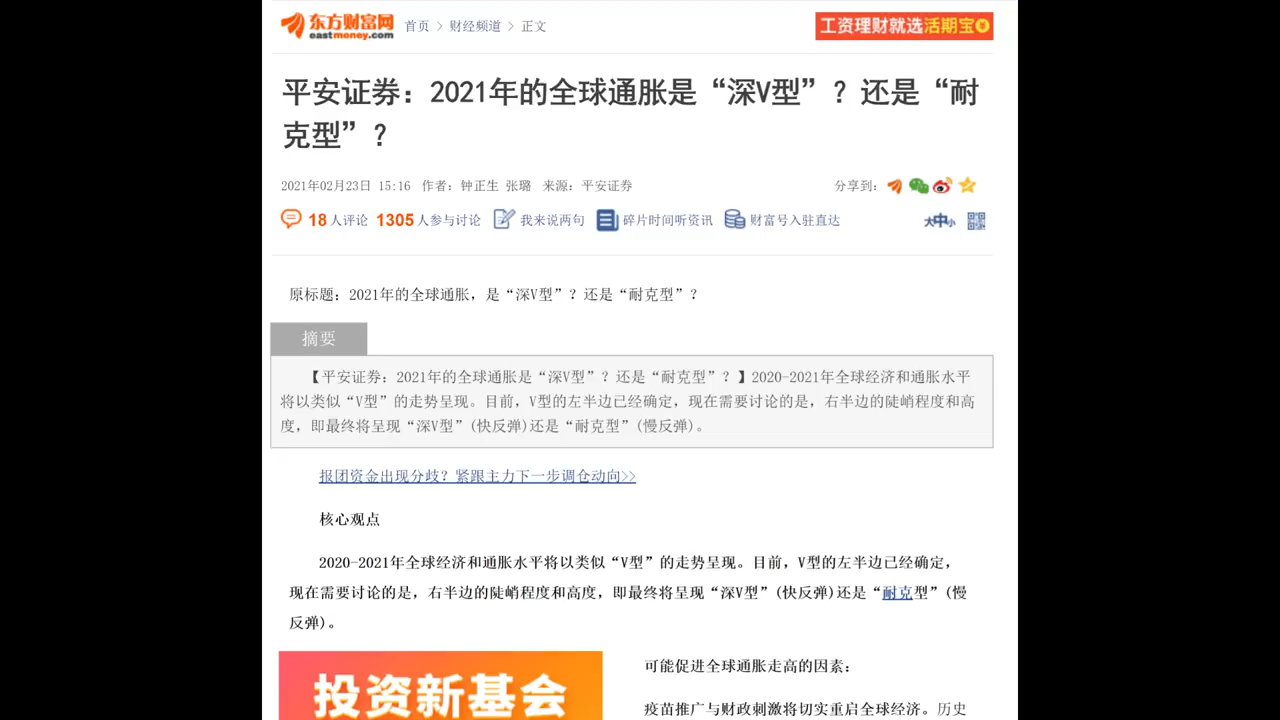 东方财富网
eastmoney.com
首页 > 财经频道 > 正文
工资理财就选活期宝
平安证券：2021年的全球通胀是“深V型”？还是“耐
克型”？
2021年02月23日 15:16 作者：钟正生 张璐 来源：平安证券
分享到：
18人评论 1305人参与讨论 我来说两句 碎片时间听资讯 财富号入驻直达
大中小
原标题：2021年的全球通胀，是“深V型”？还是“耐克型”？
摘要
【平安证券：2021年的全球通胀是“深V型”？还是“耐克型”？】2020-2021年全球经济和通胀水平
将以类似“V型”的走势呈现。目前，V型的左半边已经确定，现在需要讨论的是，右半边的陡峭程度和高
度，即最终将呈现“深V型”(快反弹)还是“耐克型”(慢反弹)。
报团资金出现分歧？紧跟主力下一步调仓动向>>
核心观点
2020-2021年全球经济和通胀水平将以类似“V型”的走势呈现。目前，V型的左半边已经确定，
现在需要讨论的是，右半边的陡峭程度和高度，即最终将呈现“深V型”(快反弹)还是“耐克型”(慢
反弹)。
投资新基会
可能促进全球通胀走高的因素：
疫苗推广与财政刺激将切实重启全球经济。历史